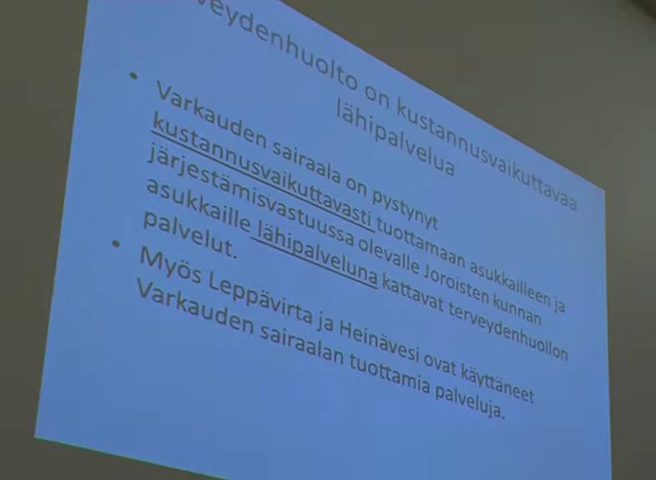 veydenhuolto on kustannusvaikuttavaa
lähipalvelua
• Varkauden sairaala on pystynyt
kustannusvaikuttavasti tuottamaan asukkailleen ja
järjestämisvastuussa olevalle Joroisten kunnan
asukkaille lähipalveluna kattavat terveydenhuollon
palvelut.
• Myös Leppävirta ja Heinävesi ovat käyttäneet
Varkauden sairaalan tuottamia palveluja.